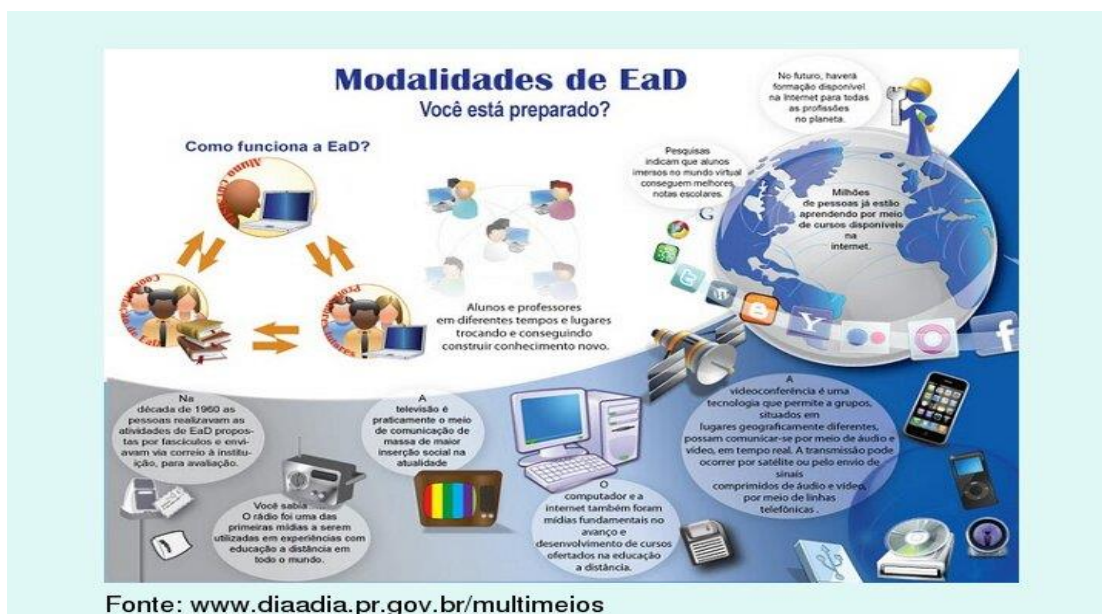 Modalidades de EaD
Você está preparado?
Como funciona a EaD?
Aluno
Coordenação de EaD
Professores Tutores
Alunos e professores
em diferentes tempos e lugares
trocando e conseguindo
construir conhecimento novo.
No futuro, haverá
formação disponível
na Internet para todas
as profissões
no planeta.
Pesquisas
indicam que alunos
imersos no mundo virtual
conseguem melhores
notas escolares.
Milhões
de pessoas já estão
aprendendo por meio
de cursos disponíveis
na
internet.
G
t
W
B
Y
f
Na
década de 1960 as
pessoas realizavam as
atividades de EaD propos-
tas por fascículos e envi-
avam via correio à institu-
ição, para avaliação.
Você sabia
O rádio foi uma das
primeiras mídias a serem
utilizadas em experiências com
educação a distância em
todo o mundo.
A
televisão é
praticamente o meio
de comunicação de
massa de maior
inserção social na
atualidade
O
computador e a
internet também foram
mídias fundamentais no
avanço e
desenvolvimento de cursos
ofertados na educação
a distância.
A
videoconferência é uma
tecnologia que permite a grupos,
situados em
lugares geograficamente diferentes,
possam comunicar-se por meio de áudio e
vídeo, em tempo real. A transmissão pode
ocorrer por satélite ou pelo envio de
sinais
comprimidos de áudio e vídeo,
por meio de linhas
telefônicas .
Fonte: www.diaadia.pr.gov.br/multimeios